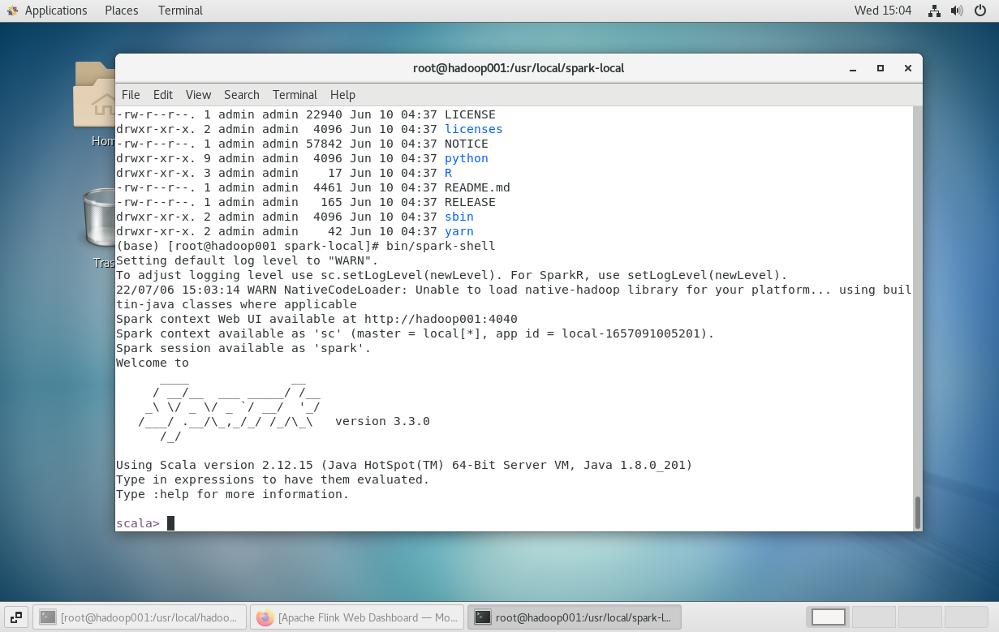 Applications Places Terminal Wed 15:04
root@hadoop001:/usr/local/spark-local
File Edit View Search Terminal Help
-rw-r--r--. 1 admin admin 22940 Jun 10 04:37 LICENSE
drwxr-xr-x. 2 admin admin  4096 Jun 10 04:37 licenses
-rw-r--r--. 1 admin admin 57842 Jun 10 04:37 NOTICE
drwxr-xr-x. 9 admin admin  4096 Jun 10 04:37 python
drwxr-xr-x. 3 admin admin    17 Jun 10 04:37 R
-rw-r--r--. 1 admin admin  4461 Jun 10 04:37 README.md
-rw-r--r--. 1 admin admin   165 Jun 10 04:37 RELEASE
drwxr-xr-x. 2 admin admin  4096 Jun 10 04:37 sbin
drwxr-xr-x. 2 admin admin    42 Jun 10 04:37 yarn
(base) [root@hadoop001 spark-local]# bin/spark-shell
Setting default log level to "WARN".
To adjust logging level use sc.setLogLevel(newLevel). For SparkR, use setLogLevel(newLevel).
22/07/06 15:03:14 WARN NativeCodeLoader: Unable to load native-hadoop library for your platform... using buil
tin-java classes where applicable
Spark context Web UI available at http://hadoop001:4040
Spark context available as 'sc' (master = local[*], app id = local-1657091005201).
Spark session available as 'spark'.
Welcome to
      ____              __
     / __/__  ___ _____/ /__
    _\ \/ _ \/ _ `/ __/  '_/
   /___/ .__/\_,_/_/ /_/\_\   version 3.3.0
      /_/
Using Scala version 2.12.15 (Java HotSpot(TM) 64-Bit Server VM, Java 1.8.0_201)
Type in expressions to have them evaluated.
Type :help for more information.
scala>
Hom
Tras
[root@hadoop001:/usr/local/hadoo... [Apache Flink Web Dashboard — Mo... root@hadoop001:/usr/local/spark-l...